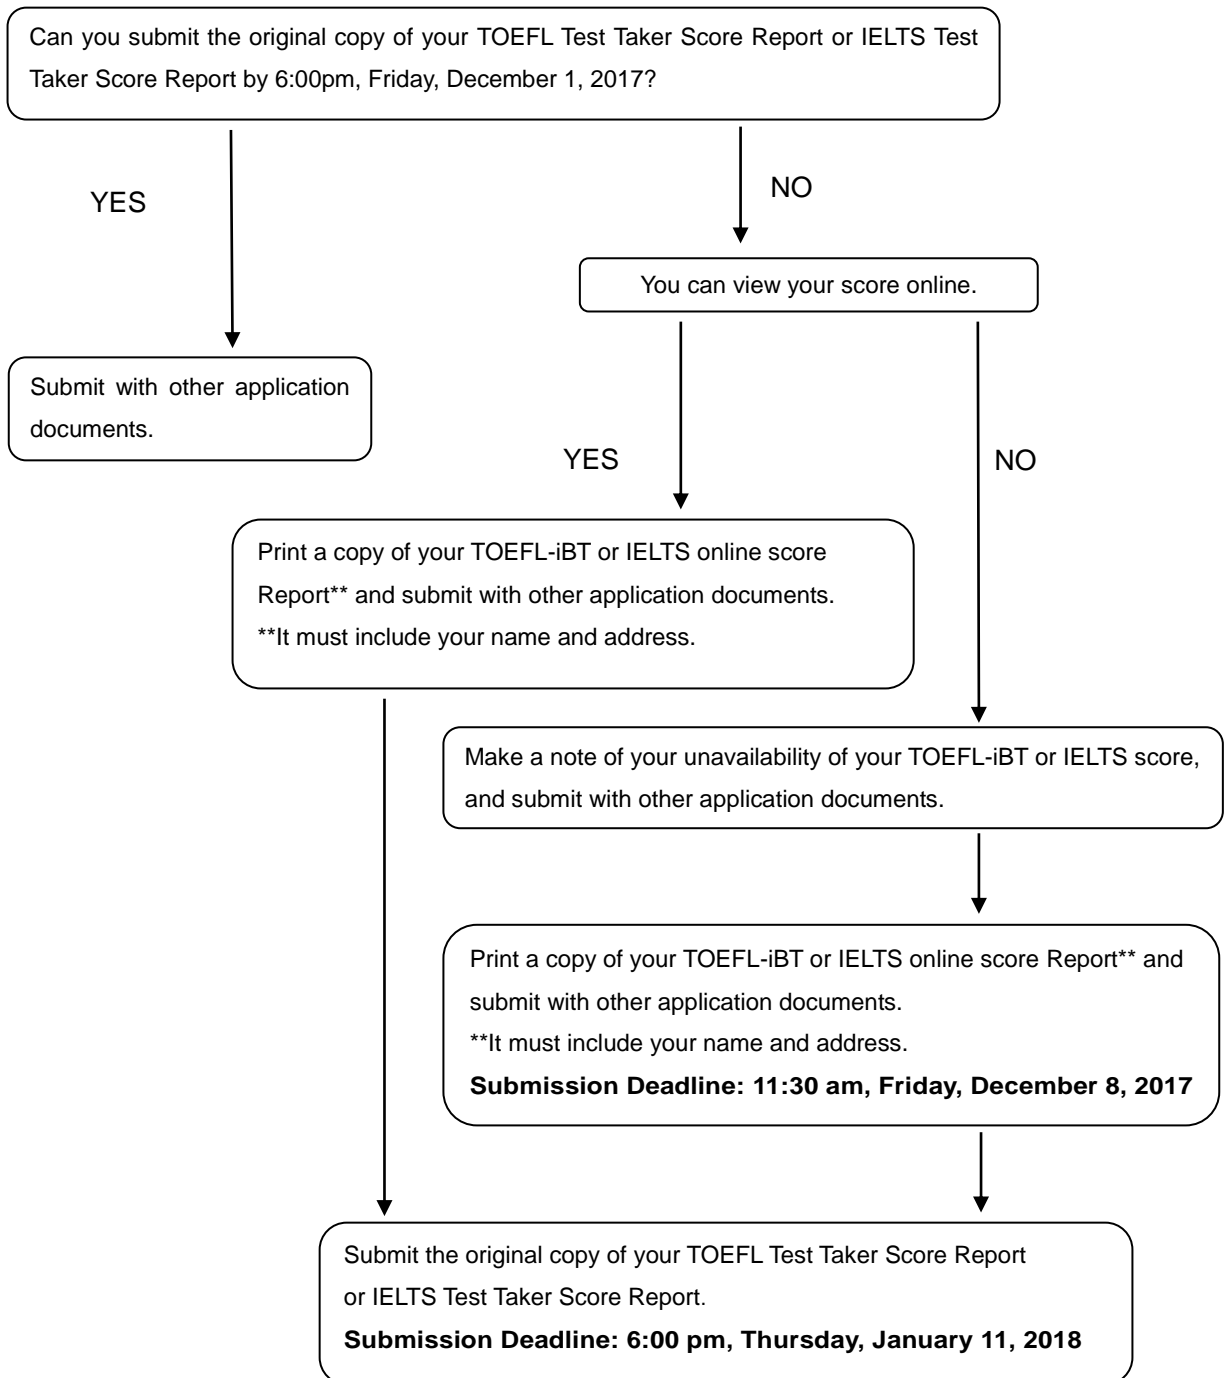 Can you submit the original copy of your TOEFL Test Taker Score Report or IELTS Test
Taker Score Report by 6:00pm, Friday, December 1, 2017?
YES
NO
You can view your score online.
Submit with other application
documents.
YES
NO
Print a copy of your TOEFL-iBT or IELTS online score
Report** and submit with other application documents.
**It must include your name and address.
Make a note of your unavailability of your TOEFL-iBT or IELTS score,
and submit with other application documents.
Print a copy of your TOEFL-iBT or IELTS online score Report** and
submit with other application documents.
**It must include your name and address.
Submission Deadline: 11:30 am, Friday, December 8, 2017
Submit the original copy of your TOEFL Test Taker Score Report
or IELTS Test Taker Score Report.
Submission Deadline: 6:00 pm, Thursday, January 11, 2018